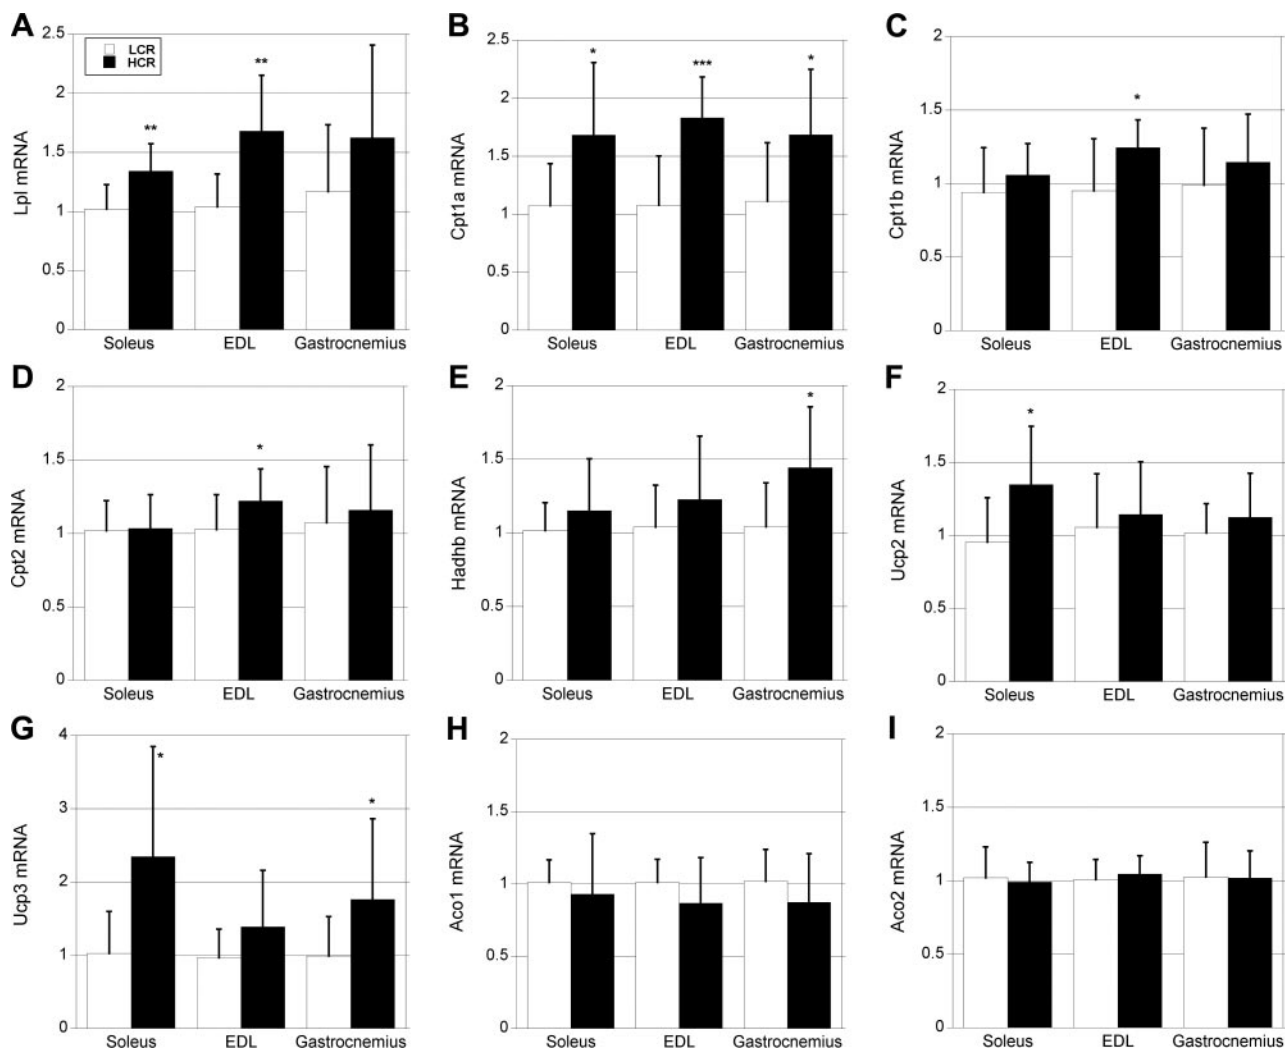 A
2.5
2
1.5
1
0.5
0
Lpl mRNA
LCR
HCR
**
**
Soleus
EDL
Gastrocnemius
B
2.5
2
1.5
1
0.5
0
Cpt1a mRNA
*
***
*
Soleus
EDL
Gastrocnemius
C
2
1.5
1
0.5
0
Cpt1b mRNA
*
Soleus
EDL
Gastrocnemius
D
2
1.5
1
0.5
0
Cpt2 mRNA
*
Soleus
EDL
Gastrocnemius
E
2
1.5
1
0.5
0
Hadhb mRNA
*
Soleus
EDL
Gastrocnemius
F
2
1.5
1
0.5
0
Ucp2 mRNA
*
Soleus
EDL
Gastrocnemius
G
4
3
2
1
0
Ucp3 mRNA
*
*
Soleus
EDL
Gastrocnemius
H
2
1.5
1
0.5
0
Aco1 mRNA
Soleus
EDL
Gastrocnemius
I
2
1.5
1
0.5
0
Aco2 mRNA
Soleus
EDL
Gastrocnemius